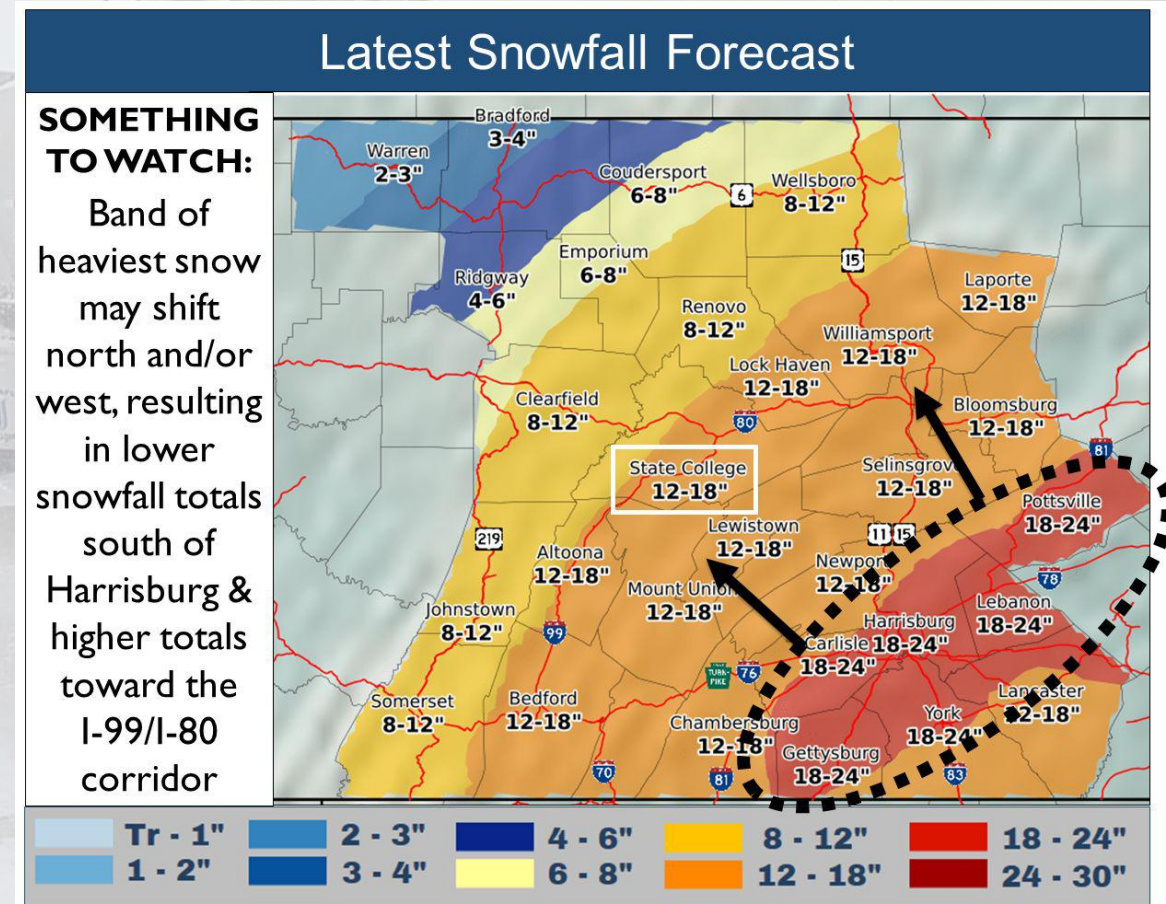 Latest Snowfall Forecast
SOMETHING
TO WATCH:
Band of
heaviest snow
may shift
north and/or
west, resulting
in lower
snowfall totals
south of
Harrisburg &
higher totals
toward the
I-99/I-80
corridor
Bradford
3-4"
Warren
2-3"
Coudersport
6-8"
6
Wellsboro
8-12"
Emporium
6-8"
15
Ridgway
4-6"
Laporte
12-18"
Renovo
8-12"
Williamsport
12-18"
Lock Haven
12-18"
Clearfield
8-12"
80
Bloomsburg
12-18"
81
State College
12-18"
Selinsgrove
12-18"
Pottsville
18-24"
Lewistown
12-18"
219
11 15
Altoona
12-18"
Newport
12-18"
78
Mount Union
12-18"
Lebanon
18-24"
Johnstown
8-12"
99
Harrisburg
18-24"
Carlisle
18-24"
TURN-
PIKE
76
Somerset
8-12"
Bedford
12-18"
Lancaster
12-18"
Chambersburg
12-18"
York
18-24"
Gettysburg
18-24"
70
81
83
Tr - 1"
2 - 3"
4 - 6"
8 - 12"
18 - 24"
1 - 2"
3 - 4"
6 - 8"
12 - 18"
24 - 30"